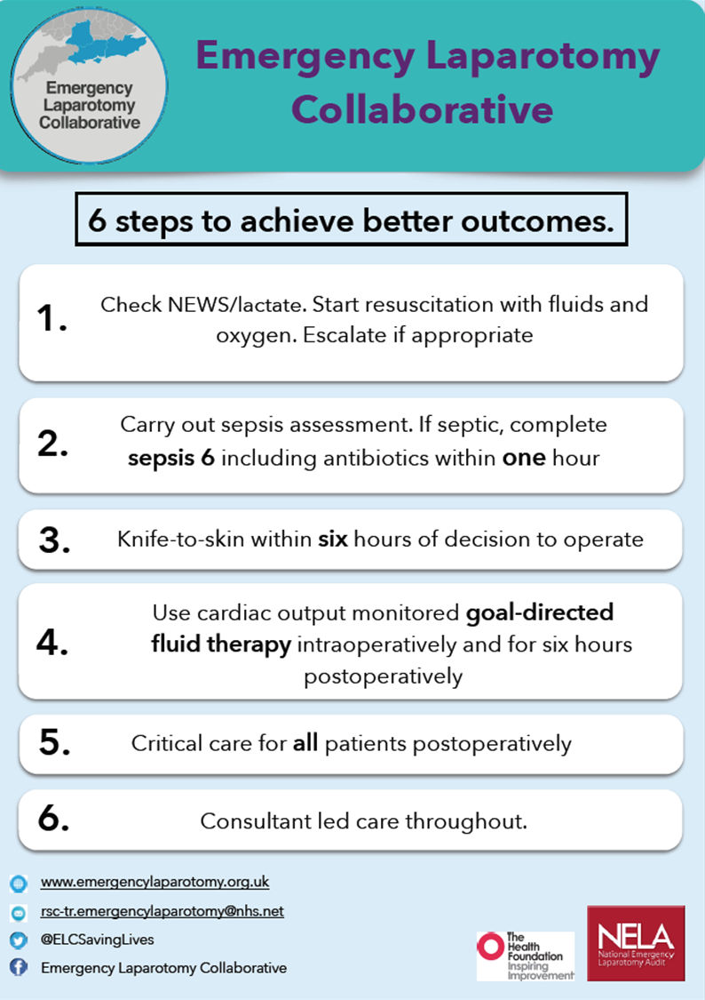 Emergency
Laparotomy
Collaborative
Emergency Laparotomy
Collaborative
6 steps to achieve better outcomes.
1.
Check NEWS/lactate. Start resuscitation with fluids and
oxygen. Escalate if appropriate
2.
Carry out sepsis assessment. If septic, complete
sepsis 6 including antibiotics within one hour
3.
Knife-to-skin within six hours of decision to operate
4.
Use cardiac output monitored goal-directed
fluid therapy intraoperatively and for six hours
postoperatively
5.
Critical care for all patients postoperatively
6.
Consultant led care throughout.
www.emergencylaparotomy.org.uk
rsc-tr.emergencylaparotomy@nhs.net
@ELCSavingLives
Emergency Laparotomy Collaborative
The
Health
Foundation
Inspiring
Improvement
NELA
National Emergency
Laparotomy Audit